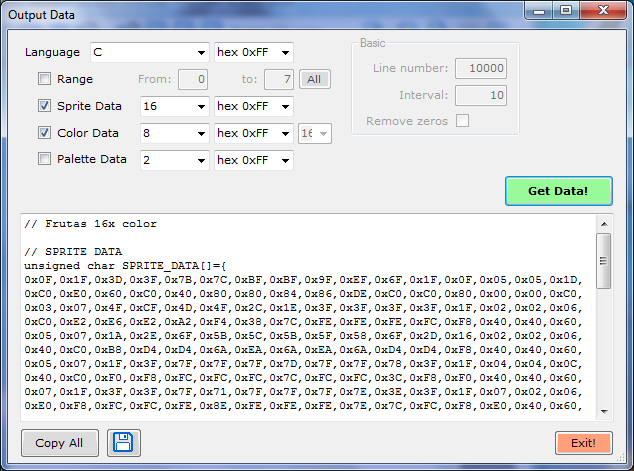 Output Data
Language C hex 0xFF
Range From: 0 to: 7 All
Sprite Data 16 hex 0xFF
Color Data 8 hex 0xFF 16
Palette Data 2 hex 0xFF
Basic
Line number: 10000
Interval: 10
Remove zeros
Get Data!
// Frutas 16x color
// SPRITE DATA
unsigned char SPRITE_DATA[]={
0x0F,0x1F,0x3D,0x3F,0x7B,0x7C,0xBF,0xBF,0x9F,0xEF,0x6F,0x1F,0x0F,0x05,0x05,0x1D,
0xC0,0xE0,0x60,0xC0,0x40,0x80,0x80,0x84,0x86,0xDE,0xC0,0xC0,0x80,0x00,0x00,0xC0,
0x03,0x07,0x4F,0xCF,0x4D,0x4F,0x2C,0x1E,0x3F,0x3F,0x3F,0x3F,0x1F,0x02,0x02,0x06,
0xC0,0xE2,0xE6,0xE2,0xA2,0xF4,0x38,0x7C,0xFE,0xFE,0xFE,0xFC,0xF8,0x40,0x40,0x60,
0x05,0x07,0x1A,0x2E,0x6F,0x5B,0x5C,0x5B,0x5F,0x58,0x6F,0x2D,0x16,0x02,0x02,0x06,
0x40,0xC0,0xB8,0xD4,0xD4,0x6A,0xEA,0x6A,0xEA,0x6A,0xD4,0xD4,0xF8,0x40,0x40,0x60,
0x05,0x07,0x1F,0x3F,0x7F,0x7F,0x7F,0x7D,0x7F,0x7F,0x78,0x3F,0x1F,0x04,0x04,0x0C,
0x40,0xC0,0xF0,0xF8,0xFC,0xFC,0xFC,0x7C,0xFC,0xFC,0x3C,0xF8,0xF0,0x40,0x40,0x60,
0x07,0x1F,0x3F,0x3F,0x7F,0x71,0x7F,0x7F,0x7F,0x7E,0x3E,0x3F,0x1F,0x07,0x02,0x06,
0xE0,0xF8,0xFC,0xFC,0xFE,0x8E,0xFE,0xFE,0xFE,0x7E,0x7C,0xFC,0xF8,0xE0,0x40,0x60,
Copy All Exit!